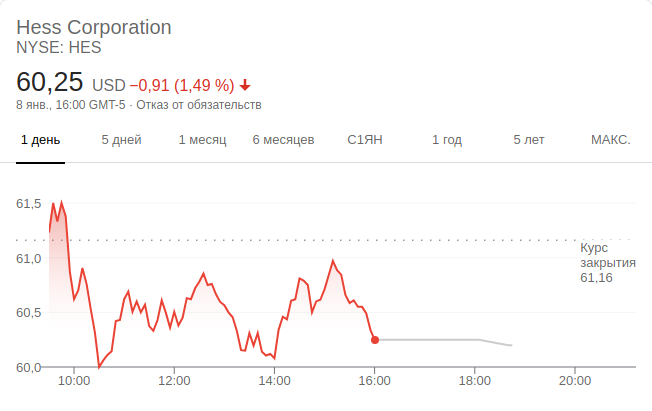 Hess Corporation
NYSE: HES
60,25 USD −0,91 (1,49 %)
8 янв., 16:00 GMT-5 · Отказ от обязательств
1 день 5 дней 1 месяц 6 месяцев С1ЯН 1 год 5 лет МАКС.
61,5
61,0
60,5
60,0
Курс
закрытия
61,16
10:00 12:00 14:00 16:00 18:00 20:00